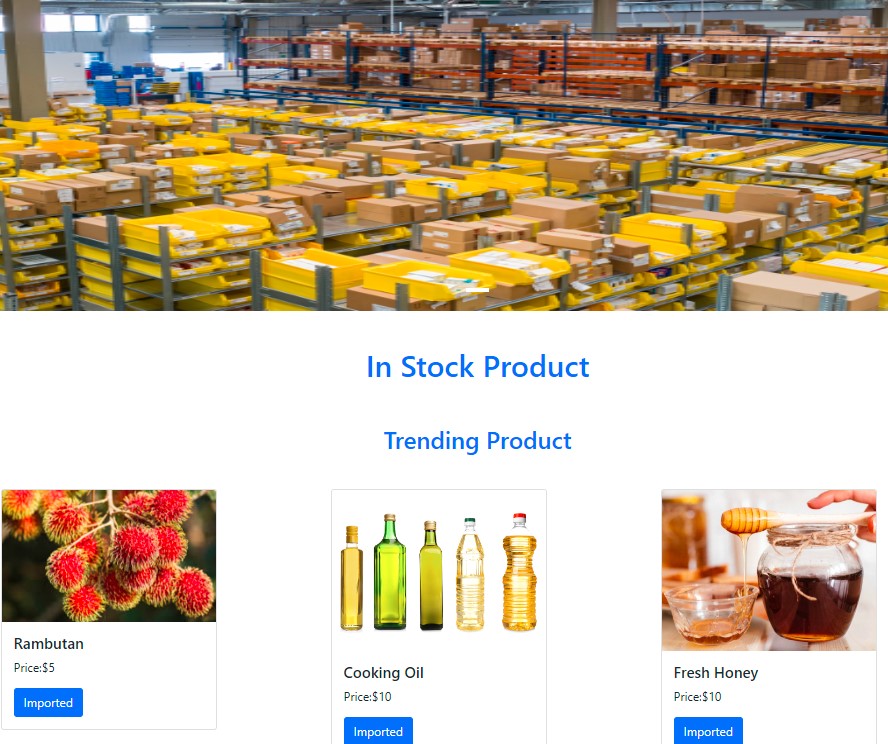 In Stock Product
Trending Product
Rambutan
Price:$5
Imported
Cooking Oil
Price:$10
Imported
Fresh Honey
Price:$10
Imported